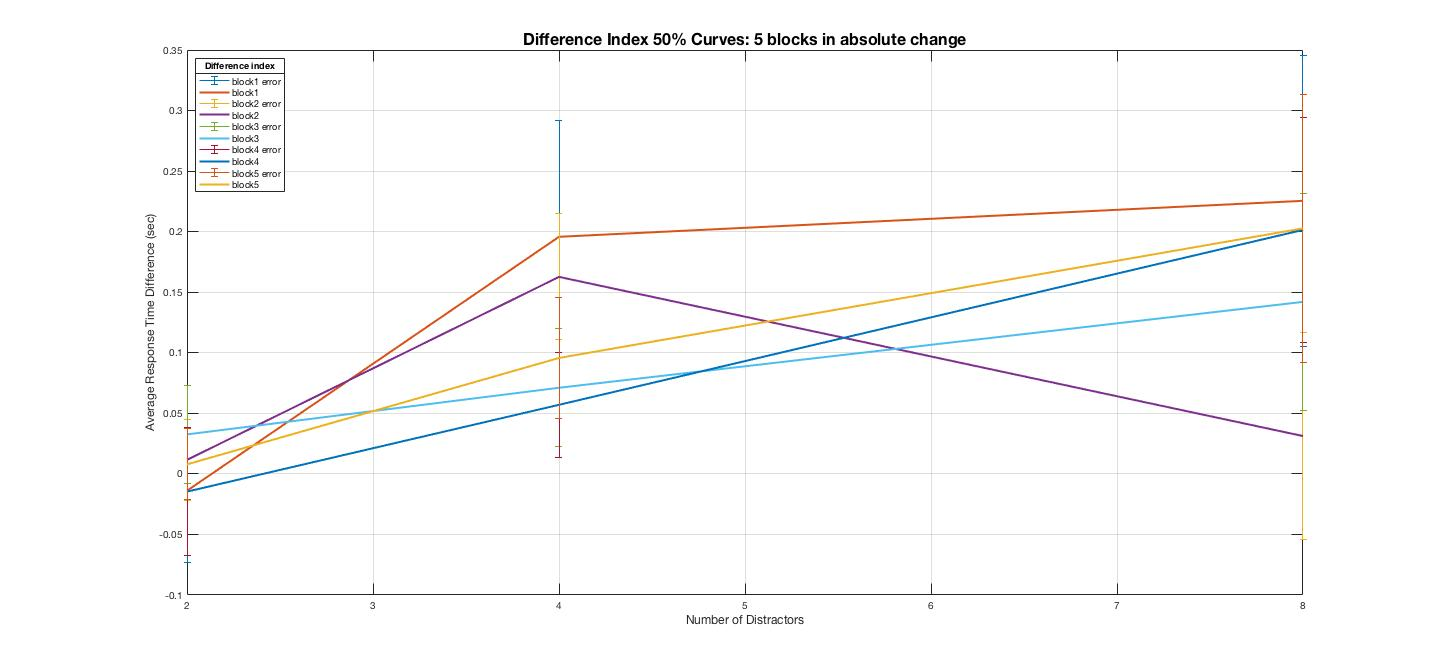 Difference Index 50% Curves: 5 blocks in absolute change
0.35
Difference index
block1 error
block1
block2 error
block2
block3 error
block3
block4 error
block4
block5 error
block5
0.3
0.25
0.2
0.15
0.1
0.05
0
-0.05
-0.1
Average Response Time Difference (sec)
2 3 4 5 6 7 8
Number of Distractors